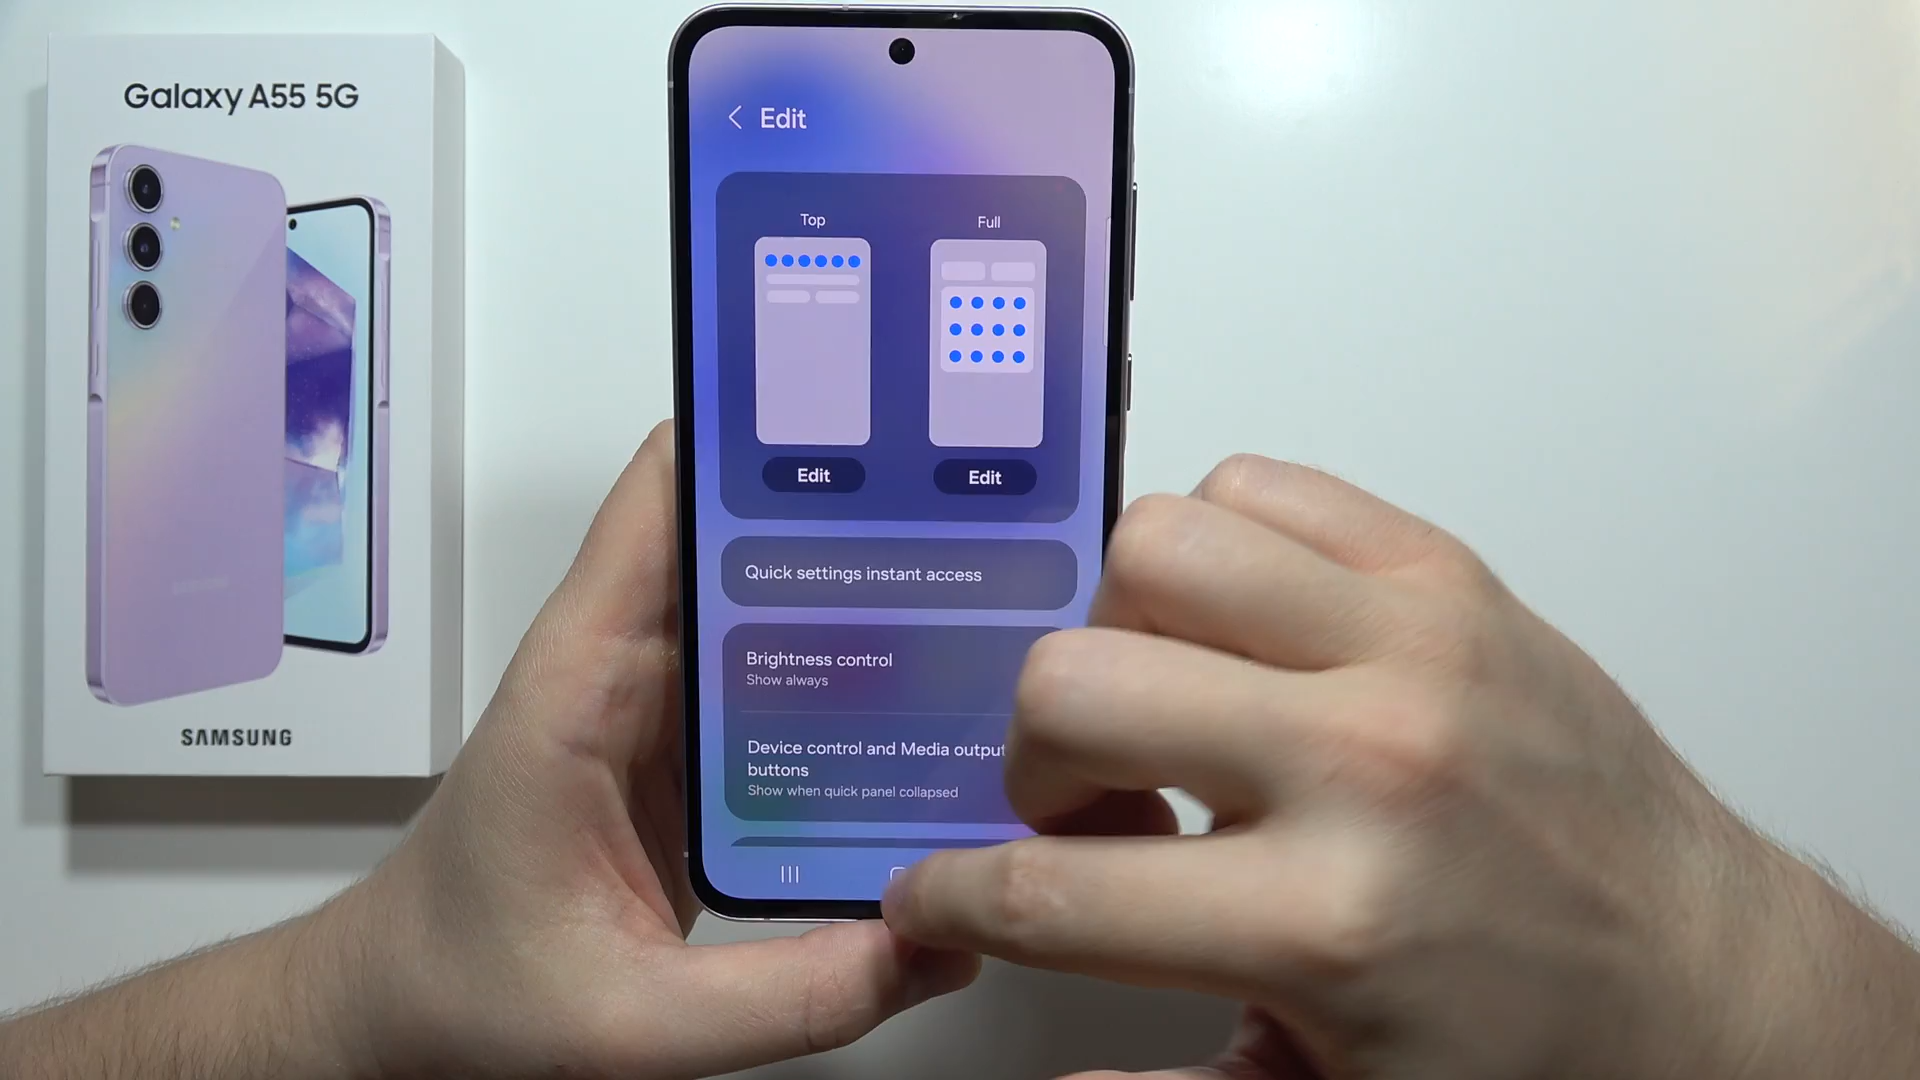 Galaxy A55 5G
SAMSUNG
Edit
Top
Full
Edit
Edit
Quick settings instant access
Brightness control
Show always
Device control and Media output
buttons
Show when quick panel collapsed